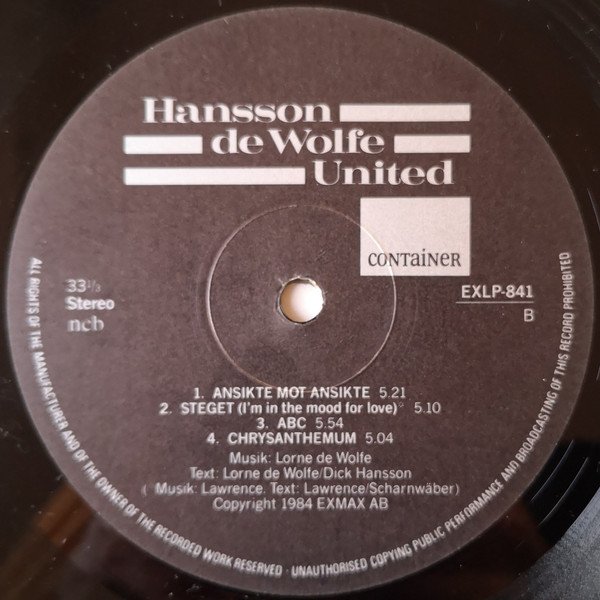 Hansson
de Wolfe
United
CONTAiNER
33 1/3
Stereo
ncb
EXLP-841
B
1. ANSIKTE MOT ANSIKTE 5.21
2. STEGET (I'm in the mood for love)* 5.10
3. ABC 5.54
4. CHRYSANTHEMUM 5.04
Musik: Lorne de Wolfe
Text: Lorne de Wolfe/Dick Hansson
( Musik: Lawrence. Text: Lawrence/Scharnwäber)
Copyright 1984 EXMAX AB
ALL RIGHTS OF THE MANUFACTURER AND OF THE OWNER OF THE RECORDED WORK RESERVED · UNAUTHORISED COPYING PUBLIC PERFORMANCE AND BROADCASTING OF THIS RECORD PROHIBITED